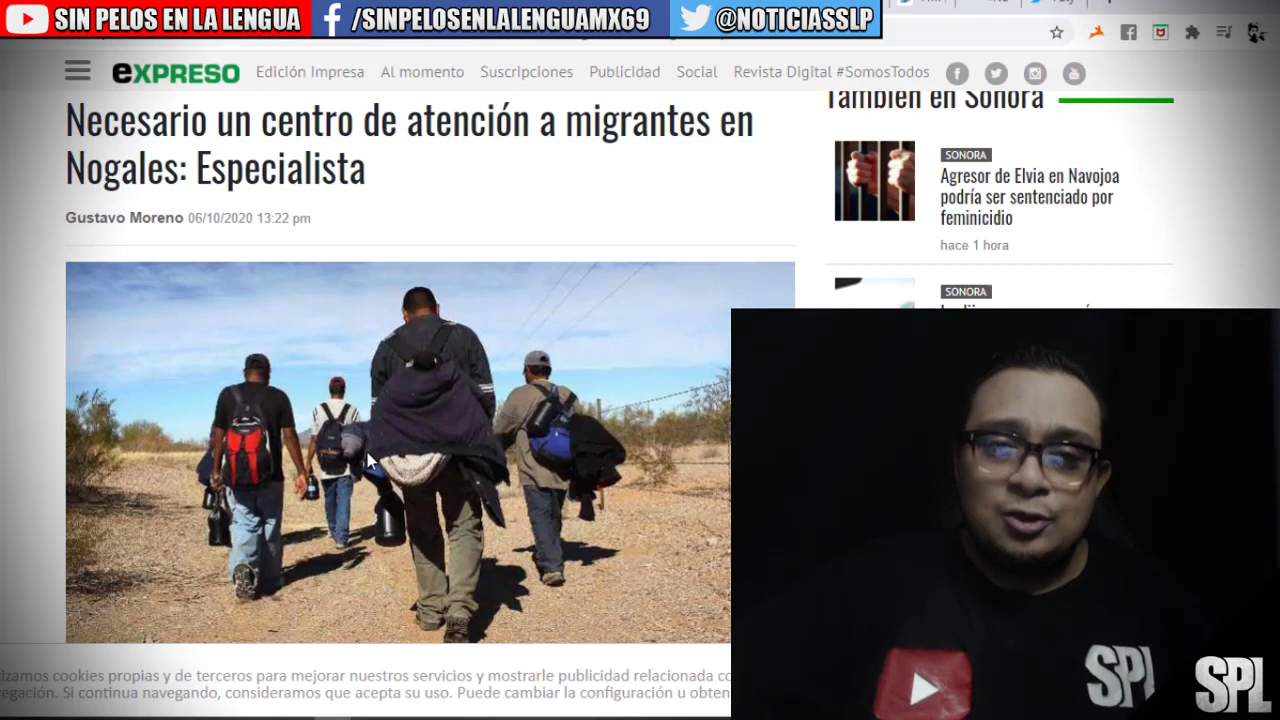 SIN PELOS EN LA LENGUA
/SINPELOSENLALENGUAMX69
@NOTICIASSLP
eXPRESO
Edición Impresa
Al momento
Suscripciones
Publicidad
Social
Revista Digital #SomosTodos
Necesario un centro de atención a migrantes en
Nogales: Especialista
Gustavo Moreno 06/10/2020 13:22 pm
También en Sonora
SONORA
Agresor de Elvia en Navojoa
podría ser sentenciado por
feminicidio
hace 1 hora
SONORA
lizamos cookies propias y de terceros para mejorar nuestros servicios y mostrarle publicidad relacionada
vegación. Si continua navegando, consideramos que acepta su uso. Puede cambiar la configuración u
SPL
SPL